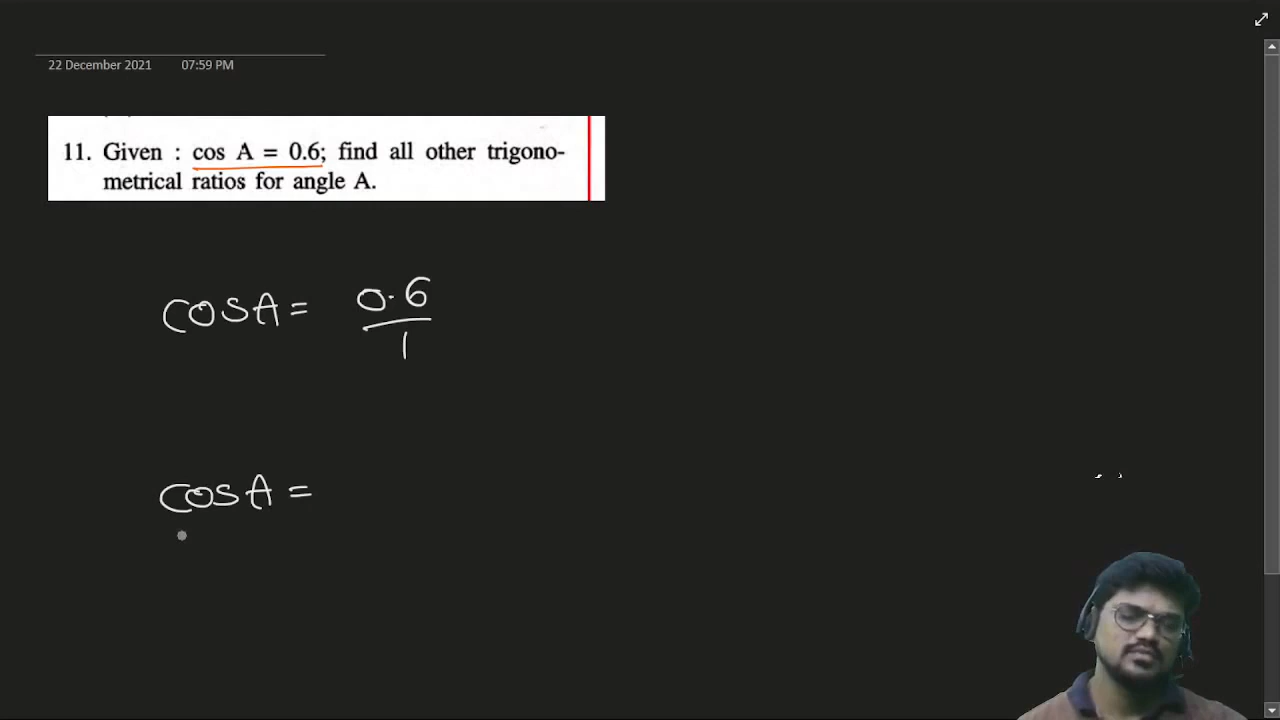 22 December 2021 07:59 PM
11. Given : cos A = 0.6; find all other trigono-
metrical ratios for angle A.
COSA = 0.6
1
COSA =